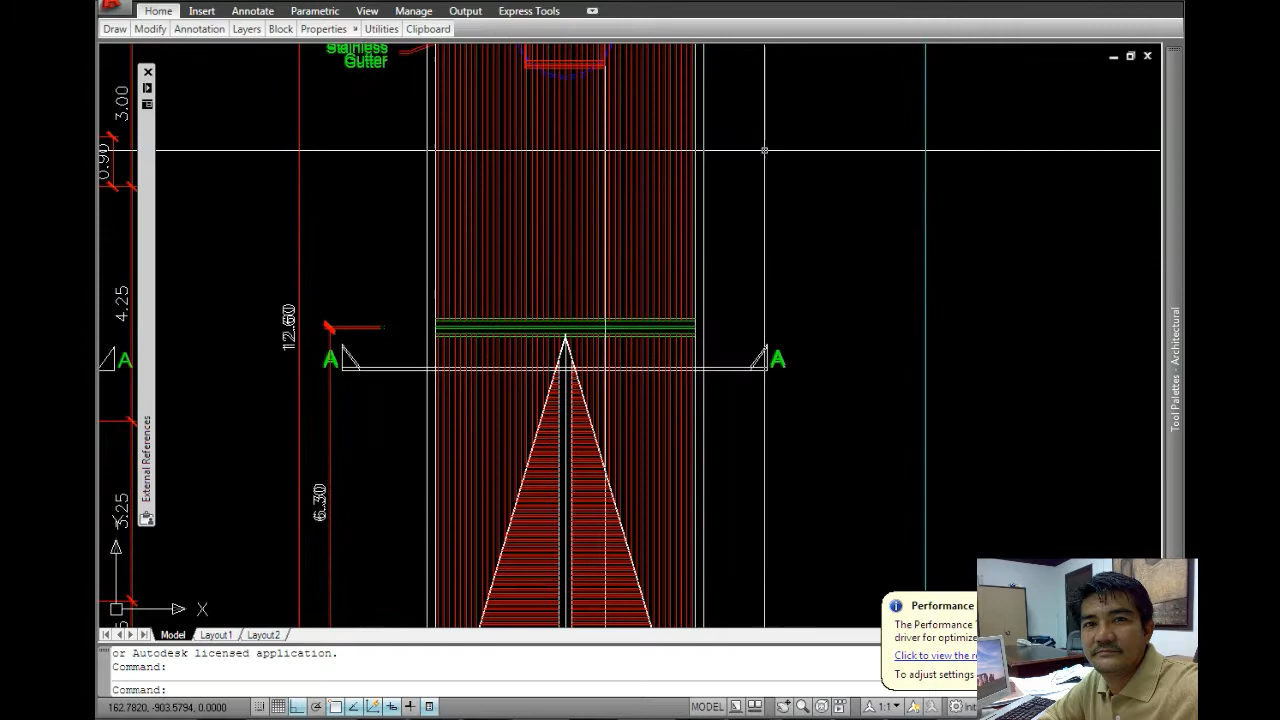 Home Insert Annotate Parametric View Manage Output Express Tools
Draw Modify Annotation Layers Block Properties » Utilities Clipboard
Stainless
Gutter
3.00
0.90
4.25
12.60
A
A
A
External References
3.25
6.30
Tool Palettes - Architectural
X
Performance
The Performance
driver for optimize
Click to view the re
To adjust settings
Model Layout1 Layout2
or Autodesk licensed application.
Command:
Command:
162.7820, -903.5794, 0.0000 MODEL 1:1 Int